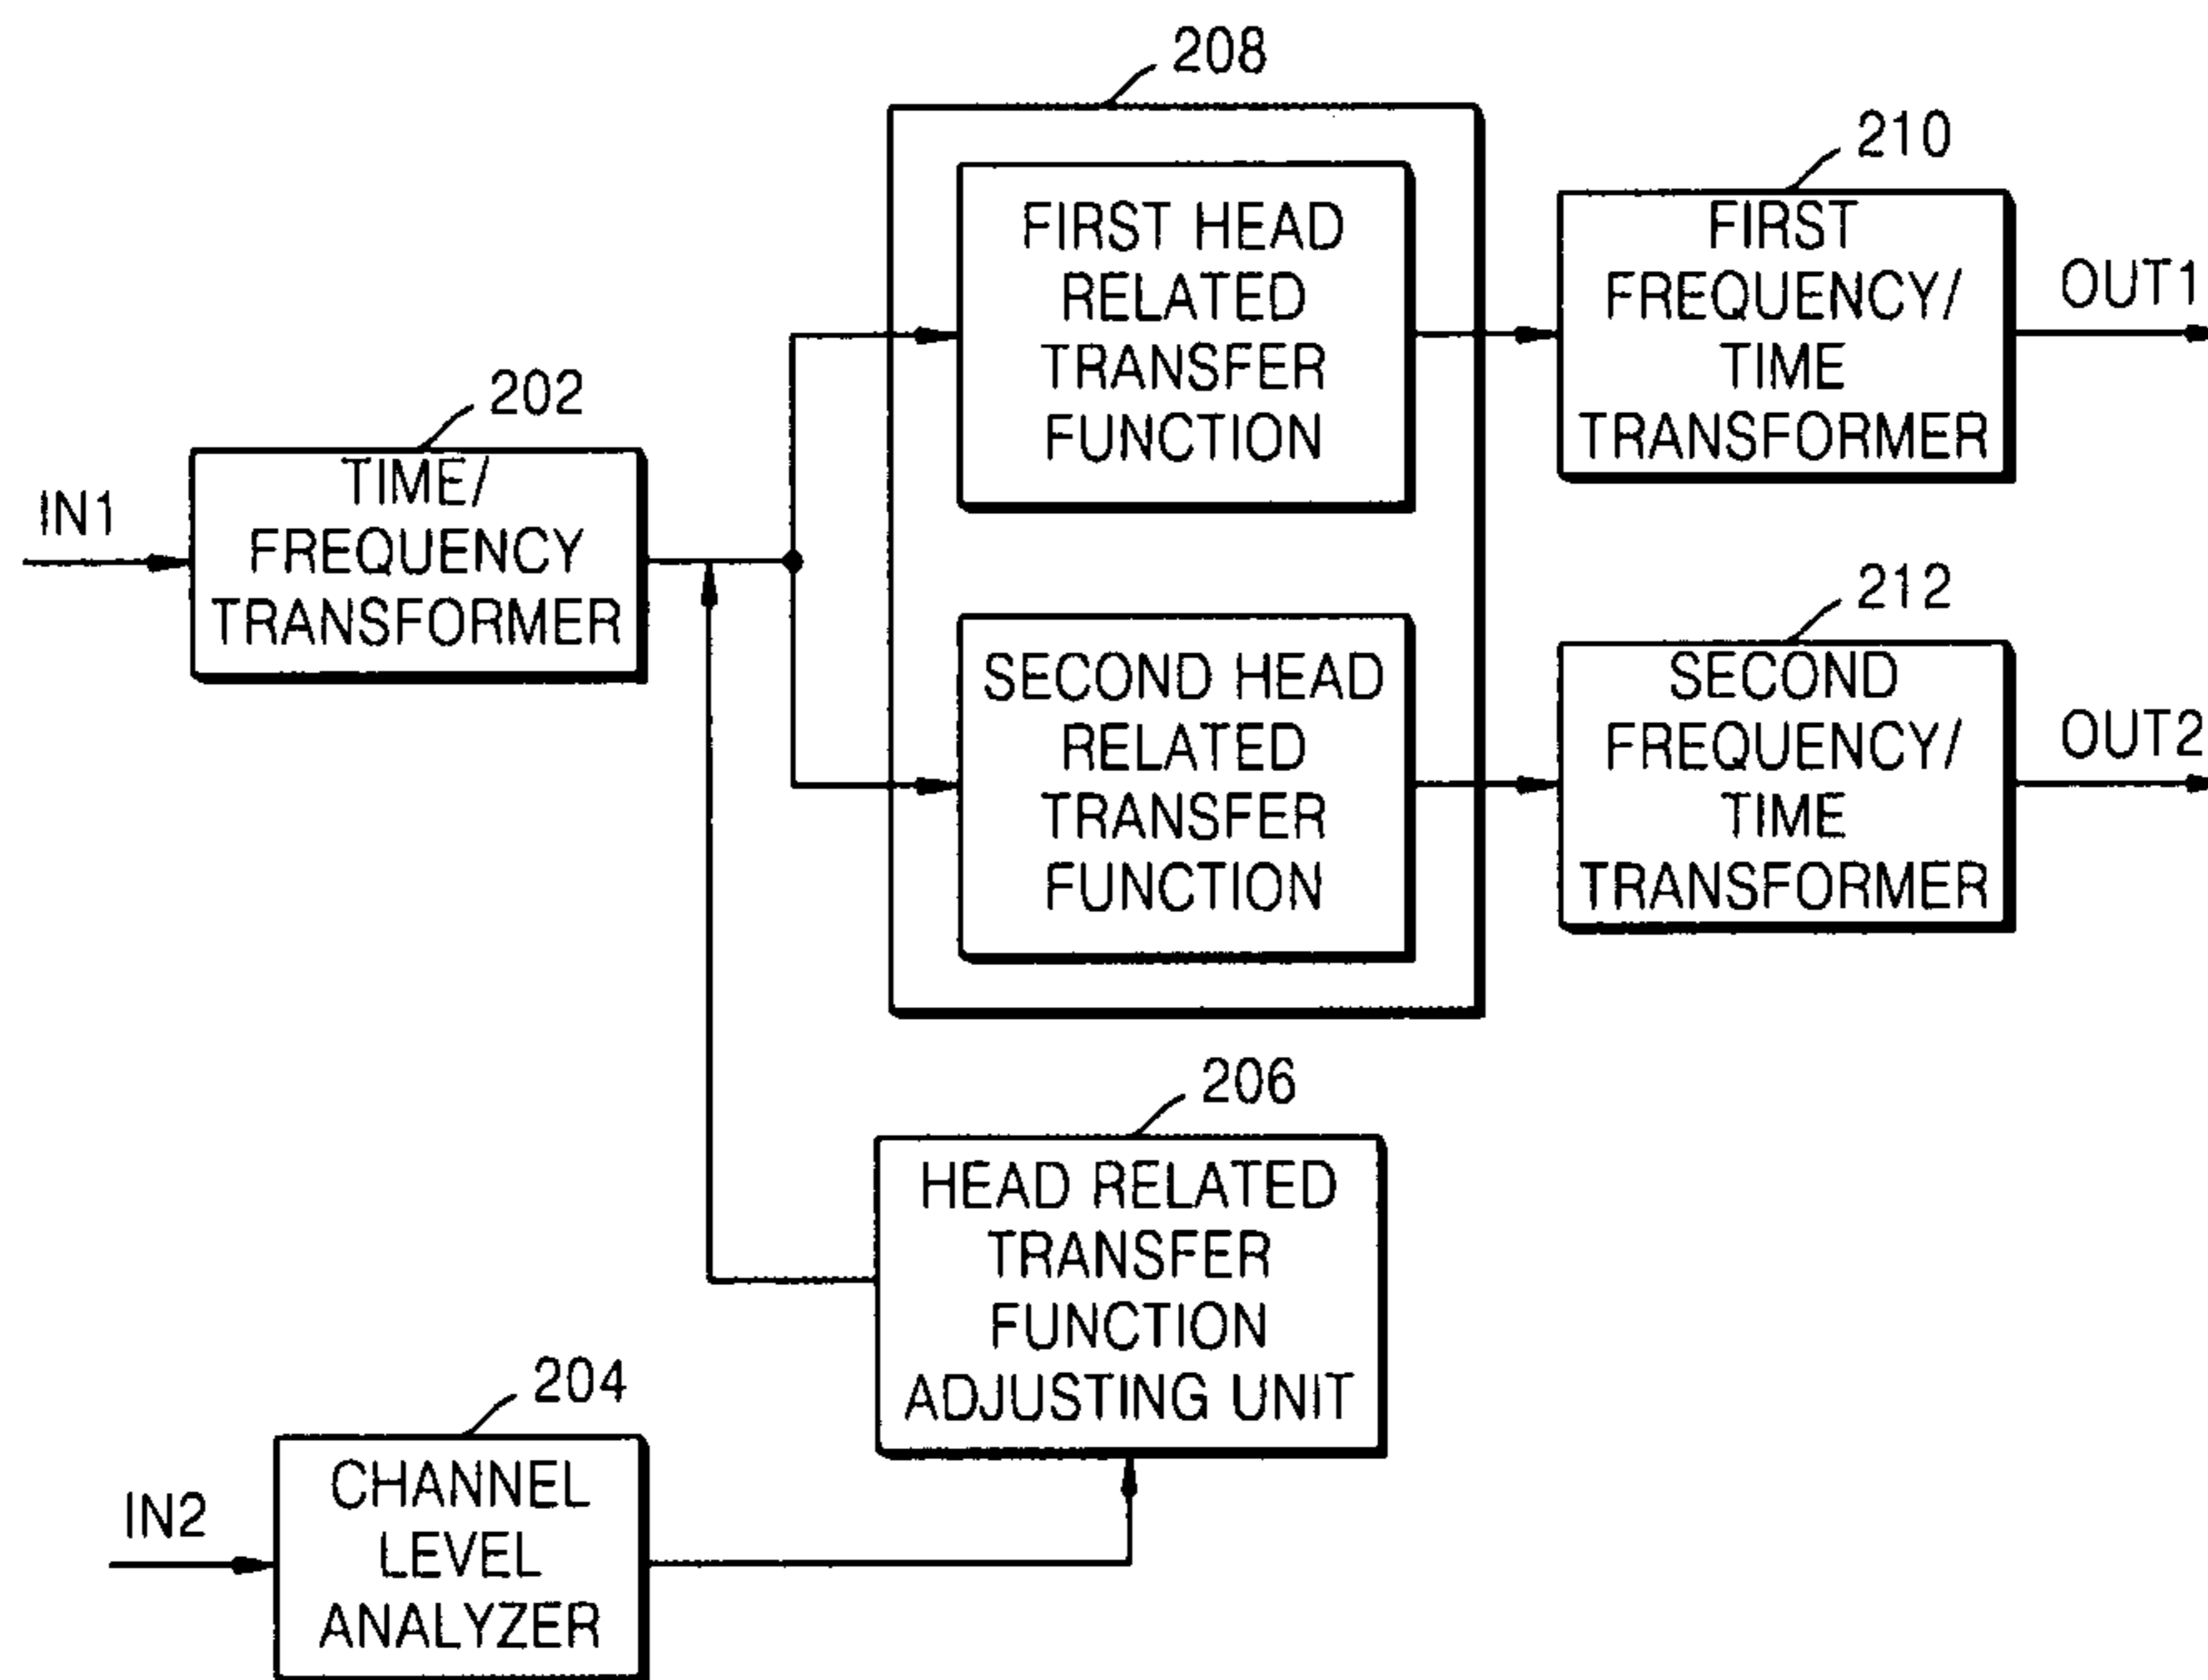 208
FIRST HEAD
RELATED
TRANSFER
FUNCTION
210
FIRST
FREQUENCY/
TIME
TRANSFORMER
OUT1
202
TIME/
FREQUENCY
TRANSFORMER
IN1
SECOND HEAD
RELATED
TRANSFER
FUNCTION
212
SECOND
FREQUENCY/
TIME
TRANSFORMER
OUT2
206
HEAD RELATED
TRANSFER
FUNCTION
ADJUSTING UNIT
204
CHANNEL
LEVEL
ANALYZER
IN2